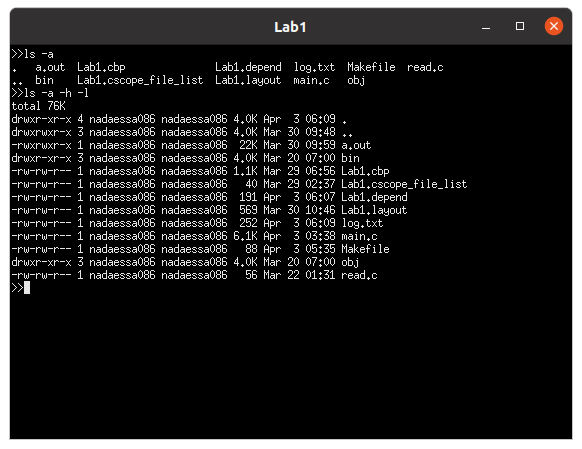 Lab1
>>ls -a
.   a.out  Lab1.cbp               Lab1.depend  log.txt  Makefile  read.c
..  bin    Lab1.cscope_file_list  Lab1.layout  main.c   obj
>>ls -a -h -l
total 76K
drwxr-xr-x 4 nadaessa086 nadaessa086 4.0K Apr  3 06:09 .
drwxr-xr-x 3 nadaessa086 nadaessa086 4.0K Mar 30 09:48 ..
-rwxrwxr-x 1 nadaessa086 nadaessa086  22K Mar 30 09:59 a.out
drwxr-xr-x 3 nadaessa086 nadaessa086 4.0K Mar 20 07:00 bin
-rw-rw-r-- 1 nadaessa086 nadaessa086 1.1K Mar 29 06:56 Lab1.cbp
-rw-rw-r-- 1 nadaessa086 nadaessa086   40 Mar 29 02:37 Lab1.cscope_file_list
-rw-rw-r-- 1 nadaessa086 nadaessa086  191 Apr  3 06:07 Lab1.depend
-rw-rw-r-- 1 nadaessa086 nadaessa086  569 Mar 30 10:46 Lab1.layout
-rw-rw-r-- 1 nadaessa086 nadaessa086  252 Apr  3 06:09 log.txt
-rw-rw-r-- 1 nadaessa086 nadaessa086 6.1K Apr  3 03:38 main.c
-rw-rw-r-- 1 nadaessa086 nadaessa086   88 Apr  3 05:35 Makefile
drwxr-xr-x 3 nadaessa086 nadaessa086 4.0K Mar 20 07:00 obj
-rw-rw-r-- 1 nadaessa086 nadaessa086   56 Mar 22 01:31 read.c
>>